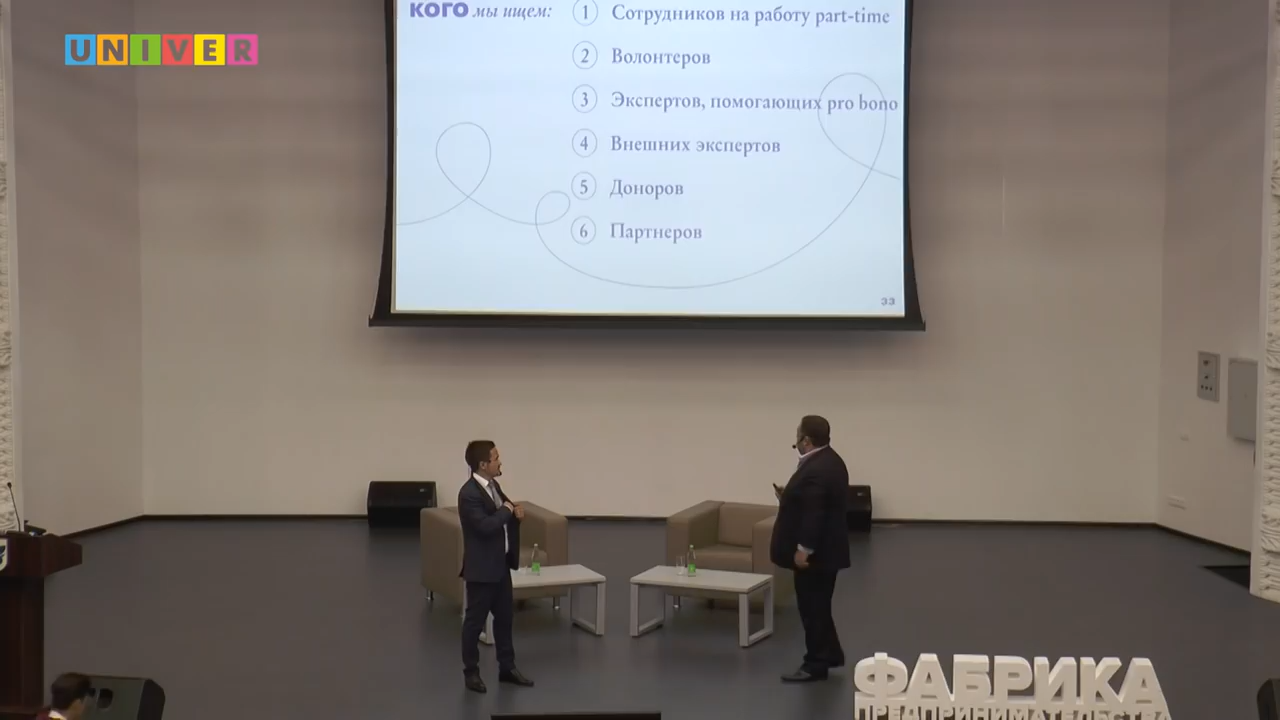 UNIVER
кого мы ищем:
1 Сотрудников на работу part-time
2 Волонтеров
3 Экспертов, помогающих pro bono
4 Внешних экспертов
5 Доноров
6 Партнеров
33
ФАБРИКА
ПРЕДПРИНИМАТЕЛЬСТВА